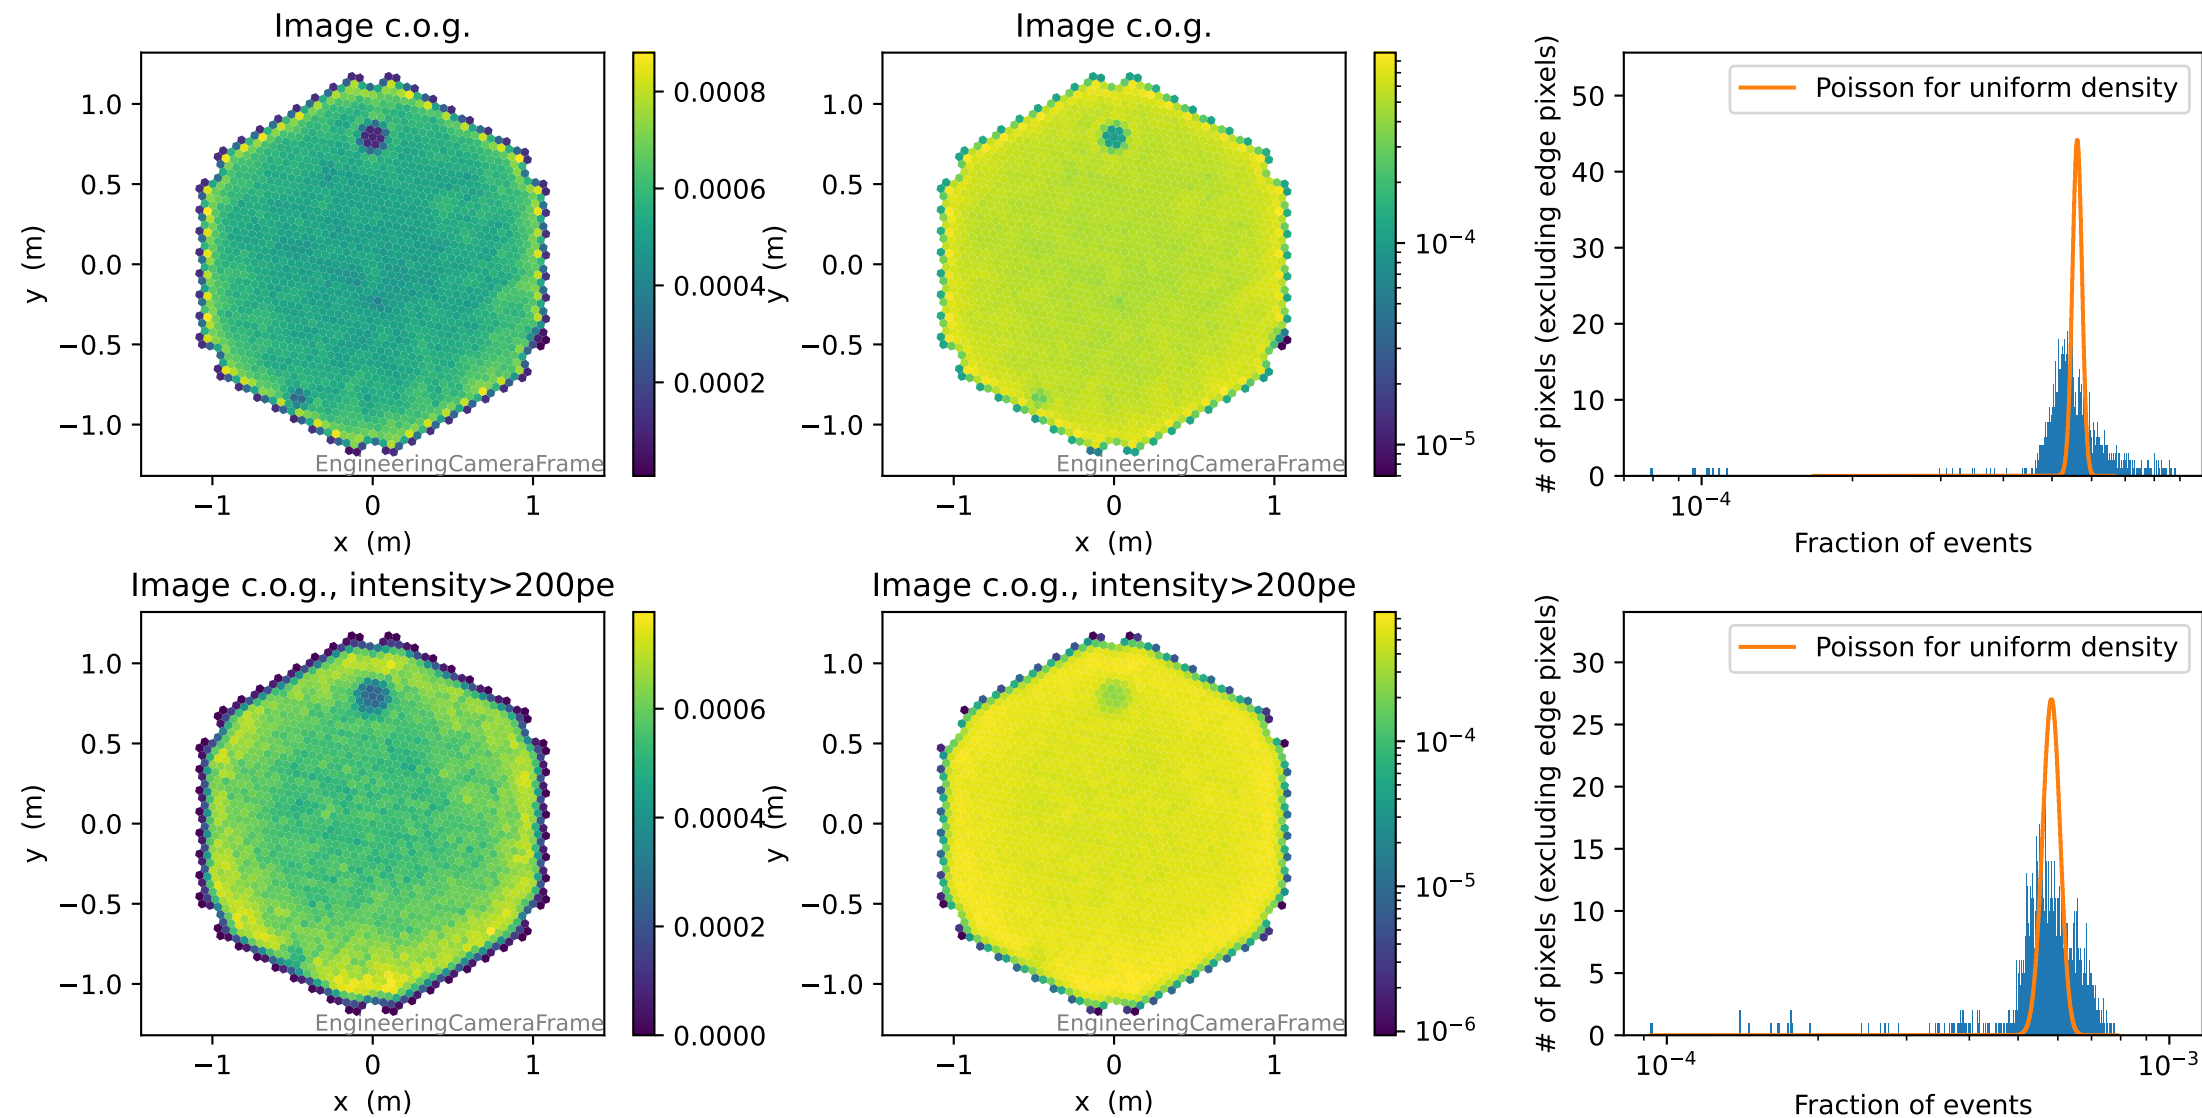 Image c.o.g.
1.0
0.5
0.0
−0.5
−1.0
y (m)
−1
0
1
x (m)
EngineeringCameraFrame
0.0008
0.0006
0.0004
0.0002
Image c.o.g.
1.0
0.5
0.0
−0.5
−1.0
y (m)
−1
0
1
x (m)
EngineeringCameraFrame
10⁻⁴
10⁻⁵
Poisson for uniform density
50
40
30
20
10
0
# of pixels (excluding edge pixels)
10⁻⁴
Fraction of events
Image c.o.g., intensity>200pe
1.0
0.5
0.0
−0.5
−1.0
y (m)
−1
0
1
x (m)
EngineeringCameraFrame
0.0006
0.0004
0.0002
0.0000
Image c.o.g., intensity>200pe
1.0
0.5
0.0
−0.5
−1.0
y (m)
−1
0
1
x (m)
EngineeringCameraFrame
10⁻⁴
10⁻⁵
10⁻⁶
Poisson for uniform density
30
25
20
15
10
5
0
# of pixels (excluding edge pixels)
10⁻⁴
10⁻³
Fraction of events